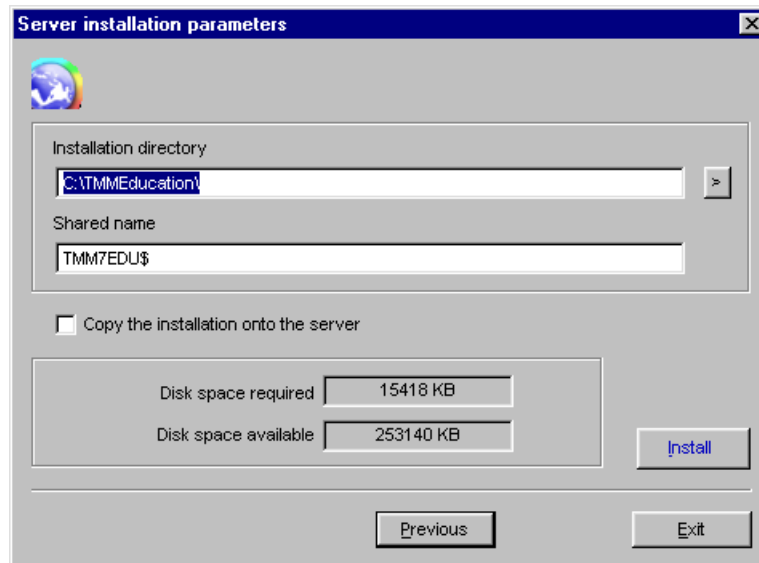 Server installation parameters
Installation directory
C:\TMMEducation\
>
Shared name
TMM7EDU$
Copy the installation onto the server
Disk space required 15418 KB
Disk space available 253140 KB
Install
Previous Exit